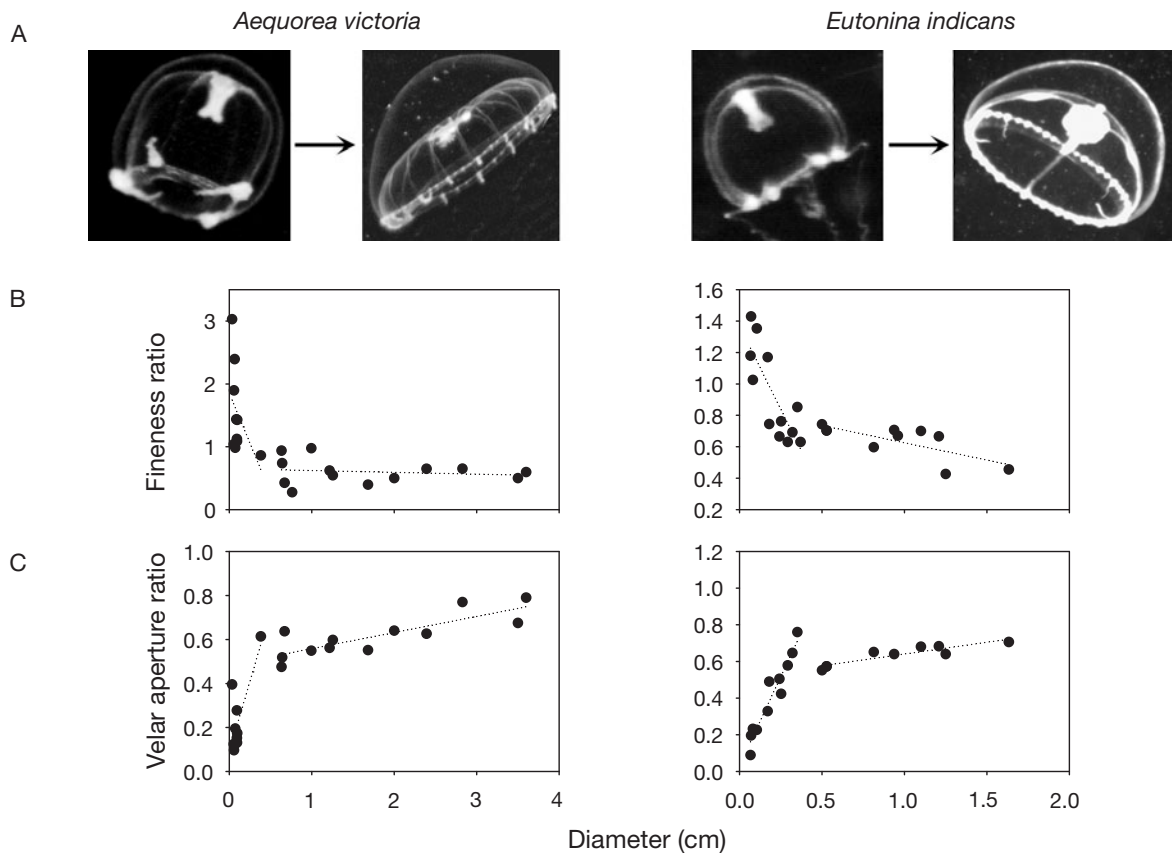 Aequorea victoria
Eutonina indicans
A
B
Fineness ratio
3
2
1
0
1.6
1.4
1.2
1.0
0.8
0.6
0.4
0.2
C
Velar aperture ratio
1.0
0.8
0.6
0.4
0.2
0.0
0 1 2 3 4
1.2
1.0
0.8
0.6
0.4
0.2
0.0
0.0 0.5 1.0 1.5 2.0
Diameter (cm)